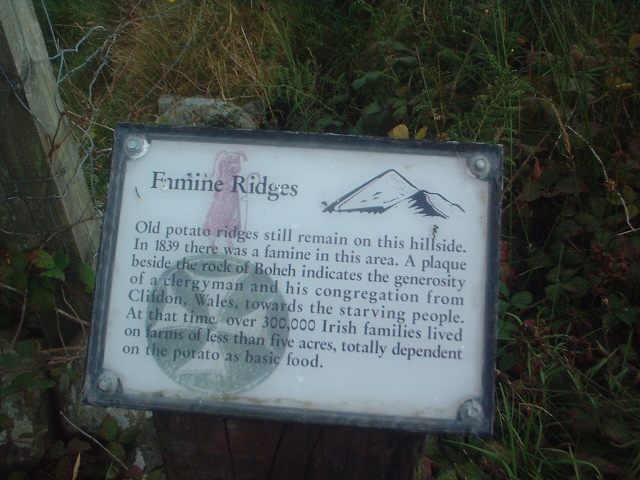 Famine Ridges
Old potato ridges still remain on this hillside.
In 1839 there was a famine in this area. A plaque
beside the rock of Boheh indicates the generosity
of a clergyman and his congregation from
Clifdon, Wales, towards the starving people.
At that time over 300,000 Irish families lived
on farms of less than five acres, totally dependent
on the potato as basic food.